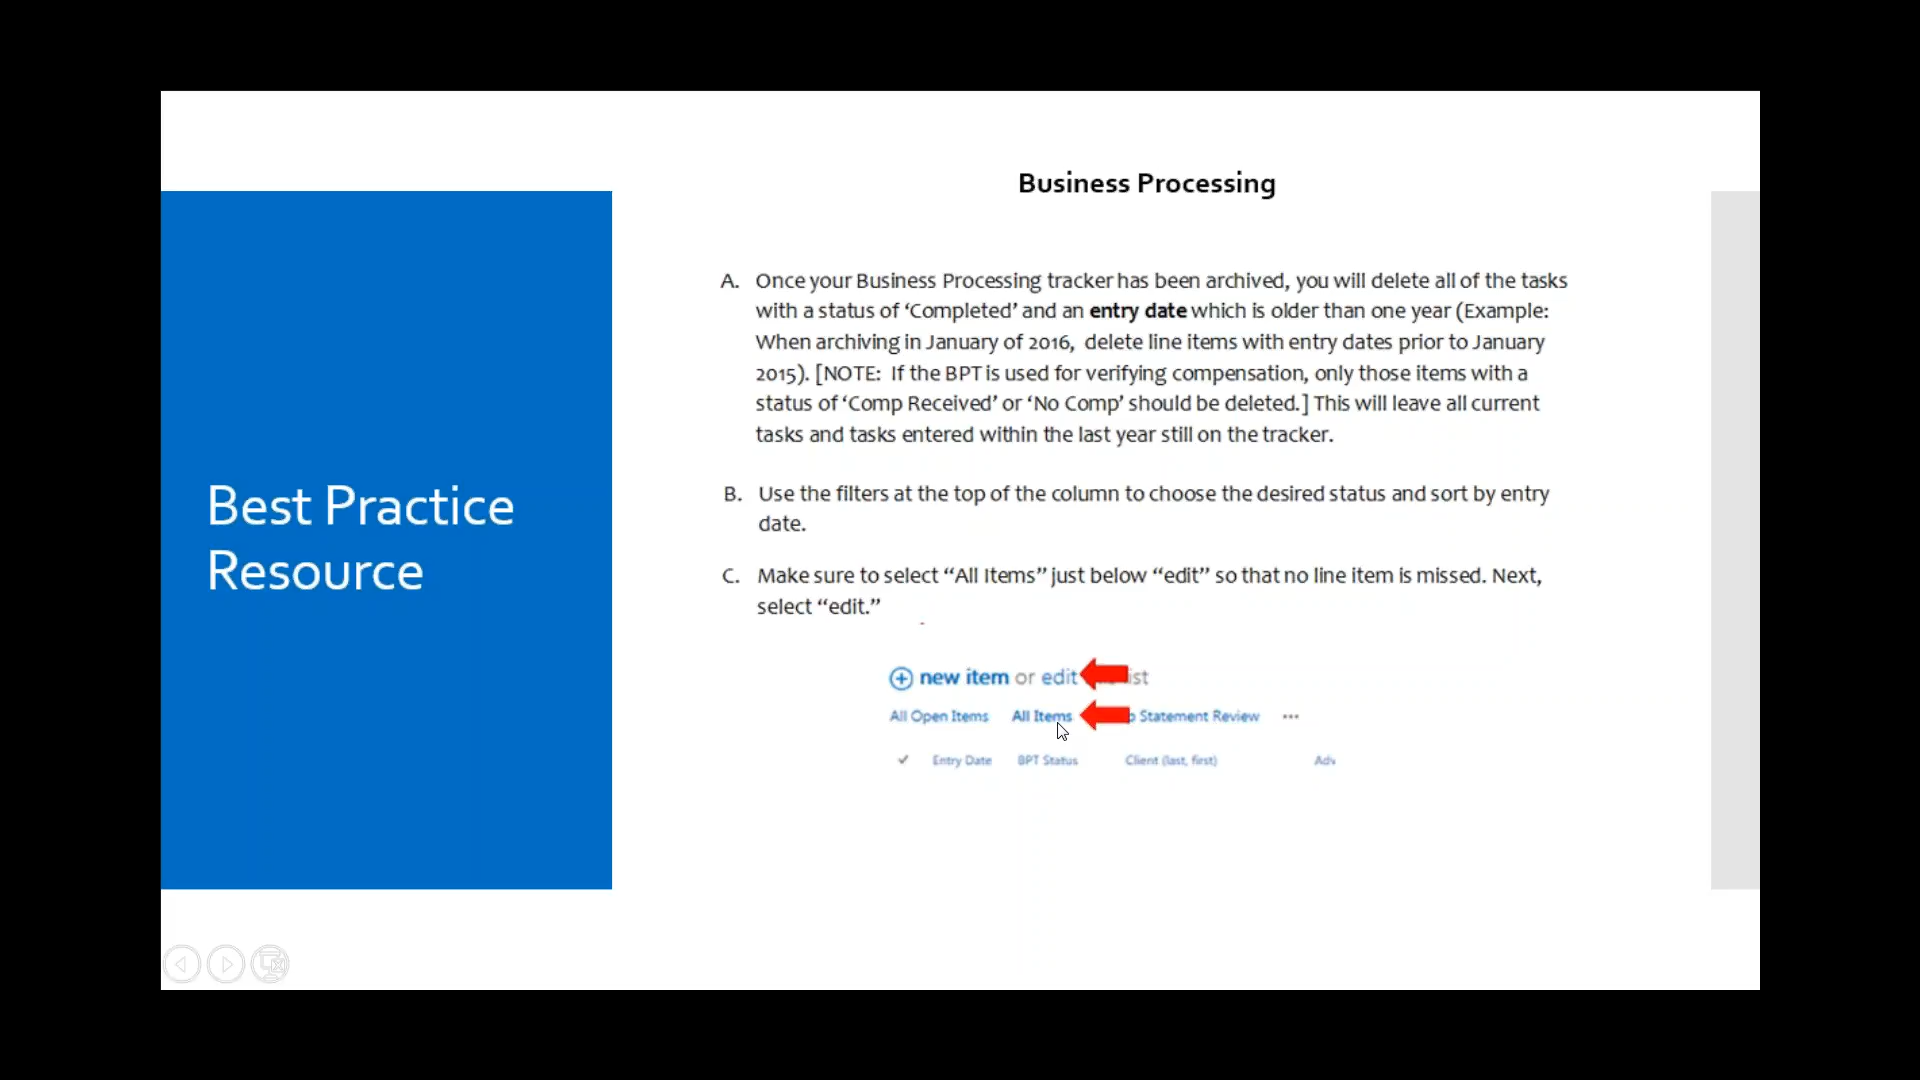 Business Processing
Best Practice
Resource
A. Once your Business Processing tracker has been archived, you will delete all of the tasks
with a status of ‘Completed’ and an entry date which is older than one year (Example:
When archiving in January of 2016, delete line items with entry dates prior to January
2015). [NOTE: If the BPT is used for verifying compensation, only those items with a
status of ‘Comp Received’ or ‘No Comp’ should be deleted.] This will leave all current
tasks and tasks entered within the last year still on the tracker.
B. Use the filters at the top of the column to choose the desired status and sort by entry
date.
C. Make sure to select “All Items” just below “edit” so that no line item is missed. Next,
select “edit.”
new item or edit
All Open Items All Items Statement Review ...
Entry Date BPT Status Client (last, first) Adv